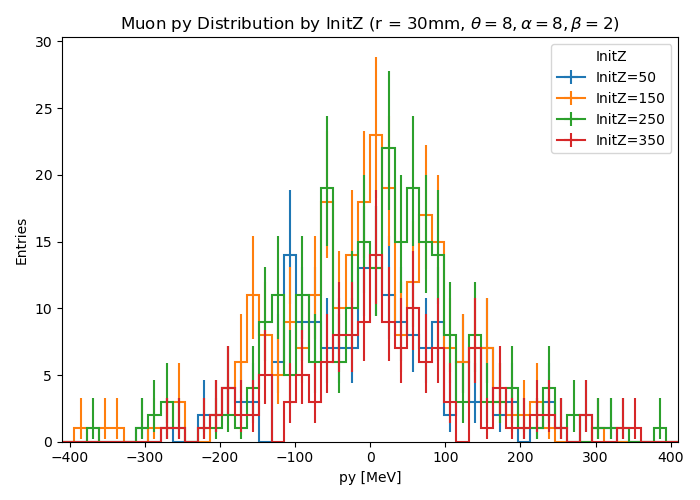 Muon py Distribution by InitZ (r = 30mm, θ = 8, α = 8, β = 2)
30
25
20
15
10
5
0
Entries
InitZ
InitZ=50
InitZ=150
InitZ=250
InitZ=350
−400 −300 −200 −100 0 100 200 300 400
py [MeV]